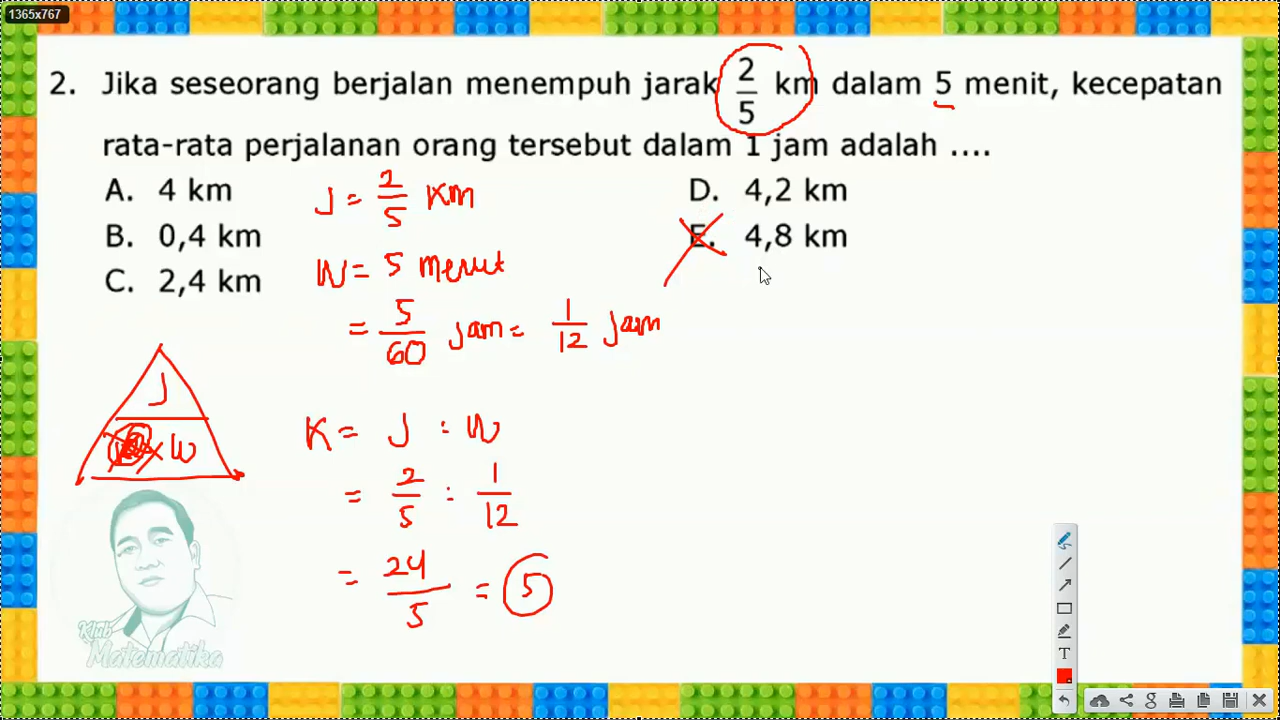 1365x767
2. Jika seseorang berjalan menempuh jarak 2/5 km dalam 5 menit, kecepatan
rata-rata perjalanan orang tersebut dalam 1 jam adalah ....
A. 4 km
B. 0,4 km
C. 2,4 km
D. 4,2 km
E. 4,8 km
J = 2/5 Km
W = 5 menit
= 5/60 jam = 1/12 jam
J
x W
K = J : W
= 2/5 : 1/12
= 24/5 = 5
Klub
Matematika
T
g